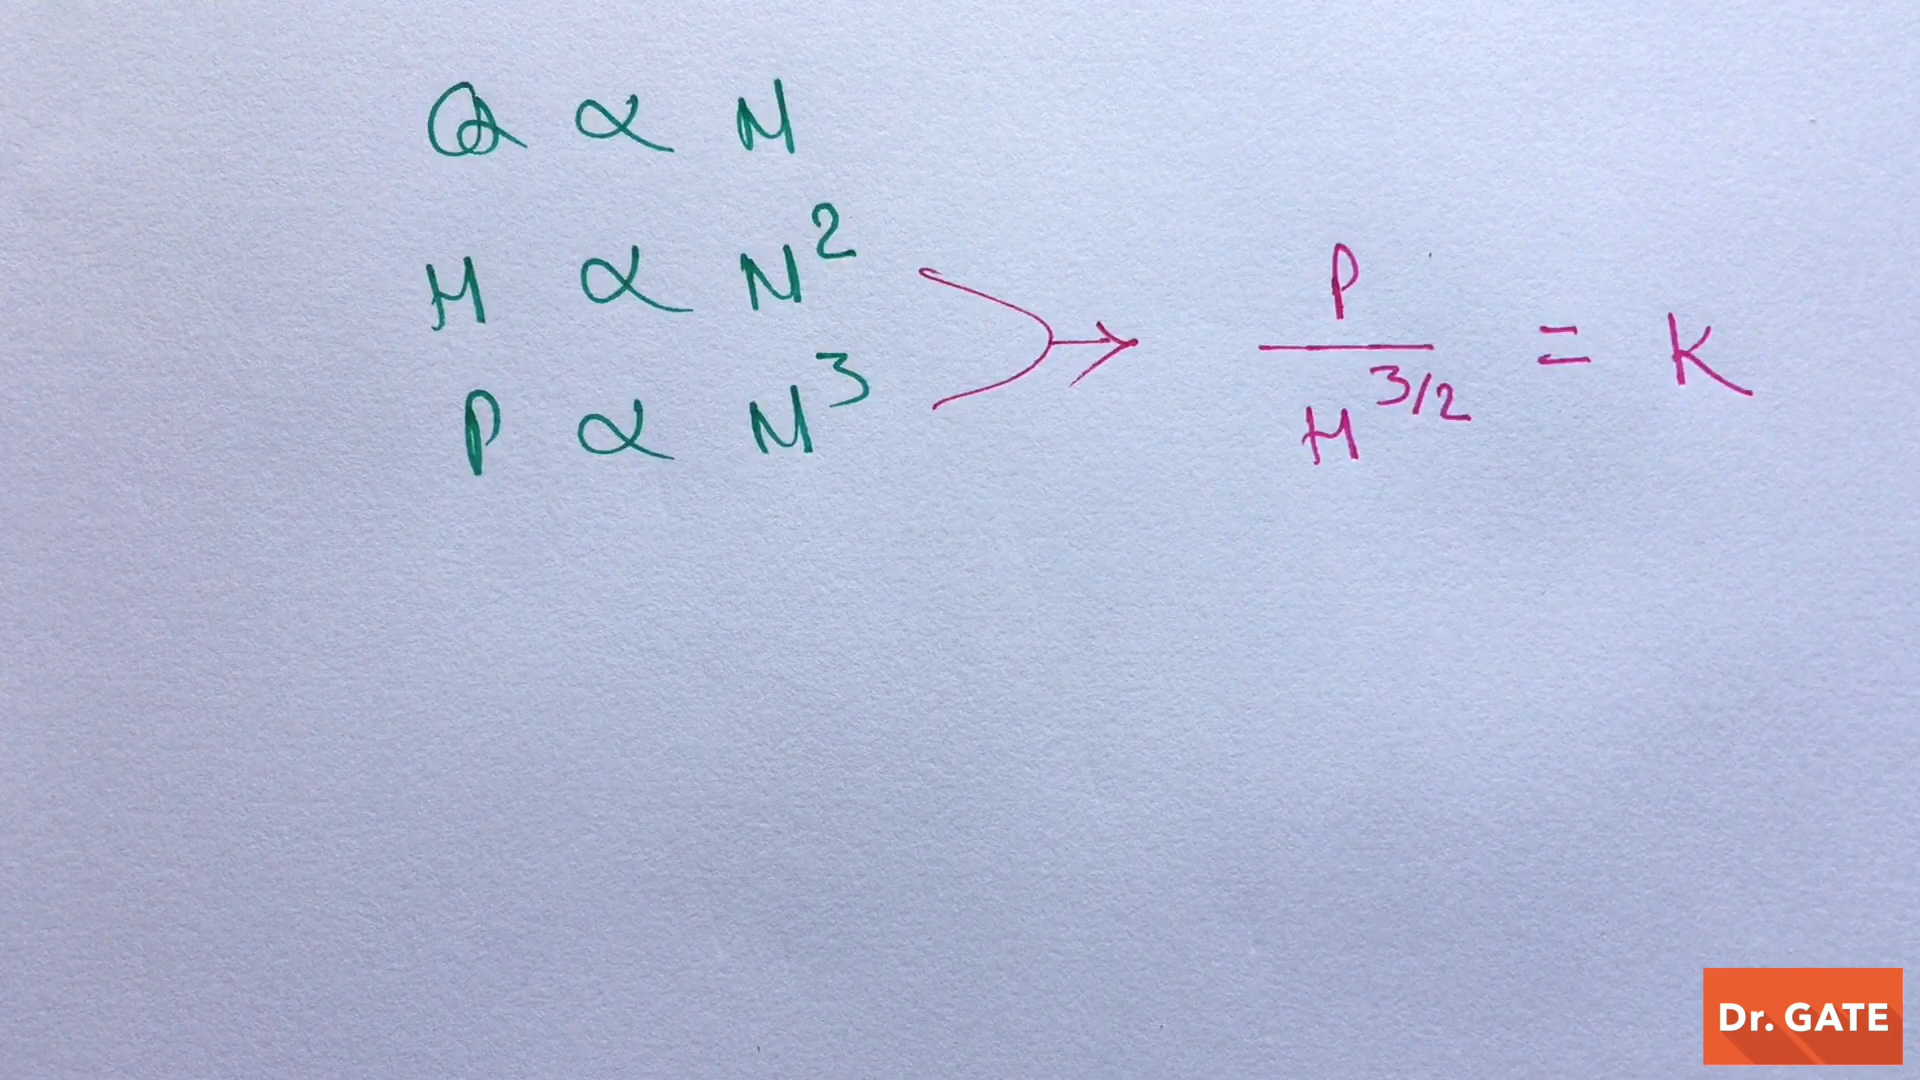 Q ∝ N
H ∝ N²
P ∝ N³
P / H^3/2 = K
Dr. GATE